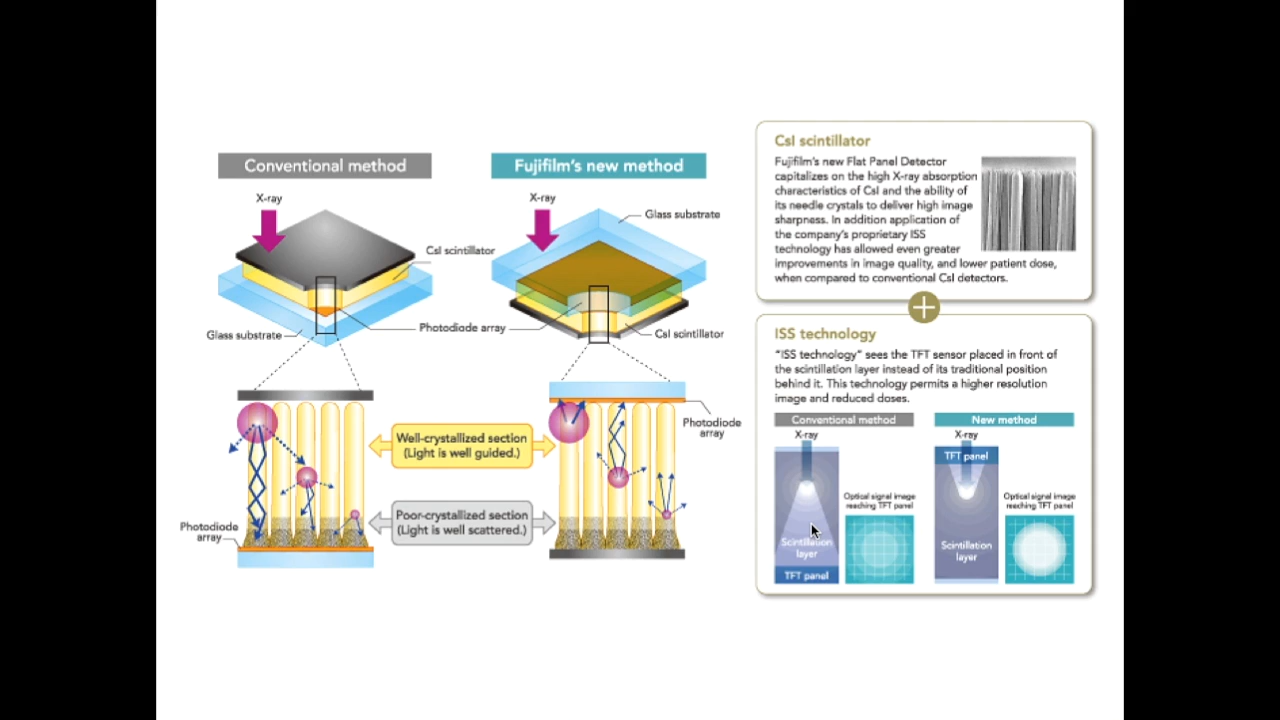 Conventional method
X-ray
CsI scintillator
Glass substrate
Photodiode array
Photodiode
array
Fujifilm's new method
X-ray
Glass substrate
CsI scintillator
Photodiode
array
Well-crystallized section
(Light is well guided.)
Poor-crystallized section
(Light is well scattered.)
CsI scintillator
Fujifilm's new Flat Panel Detector
capitalizes on the high X-ray absorption
characteristics of CsI and the ability of
its needle crystals to deliver high image
sharpness. In addition application of
the company's proprietary ISS
technology has allowed even greater
improvements in image quality, and lower patient dose,
when compared to conventional CsI detectors.
+
ISS technology
"ISS technology" sees the TFT sensor placed in front of
the scintillation layer instead of its traditional position
behind it. This technology permits a higher resolution
image and reduced doses.
Conventional method
X-ray
Scintillation
layer
TFT panel
Optical signal image
reaching TFT panel
New method
X-ray
TFT panel
Scintillation
layer
Optical signal image
reaching TFT panel